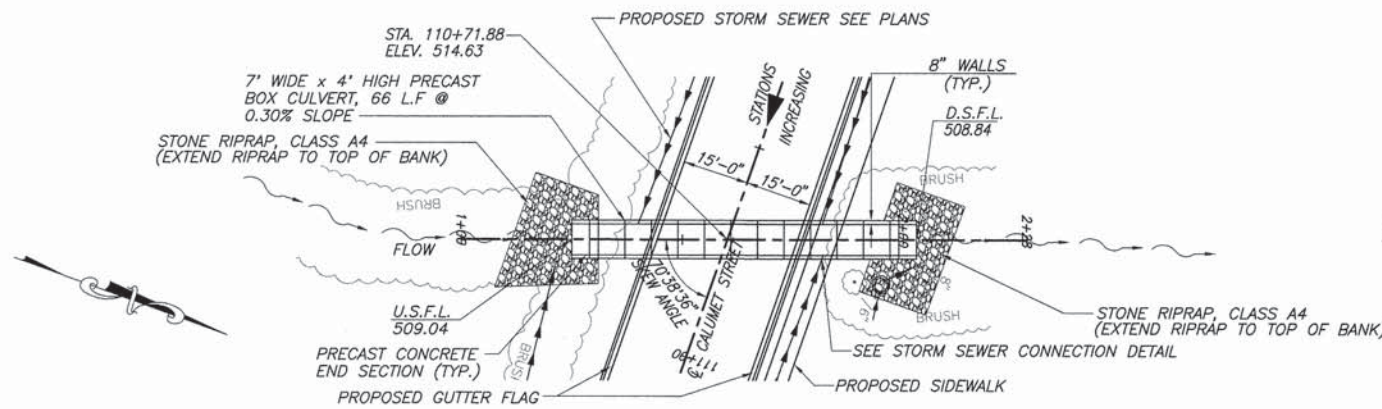 PROPOSED STORM SEWER SEE PLANS
STA. 110+71.88
ELEV. 514.63
7' WIDE x 4' HIGH PRECAST
BOX CULVERT, 66 L.F @
0.30% SLOPE
STONE RIPRAP, CLASS A4
(EXTEND RIPRAP TO TOP OF BANK)
STATIONS
INCREASING
8" WALLS
(TYP.)
D.S.F.L.
508.84
15'-0"
15'-0"
BRUSH
BRUSH
1+00
FLOW
2+00
70°38'36"
SKEW ANGLE
CALUMET STREET
111+00
U.S.F.L.
509.04
BRUSH
PRECAST CONCRETE
END SECTION (TYP.)
PROPOSED GUTTER FLAG
BRUSH
STONE RIPRAP, CLASS A4
(EXTEND RIPRAP TO TOP OF BANK)
SEE STORM SEWER CONNECTION DETAIL
PROPOSED SIDEWALK